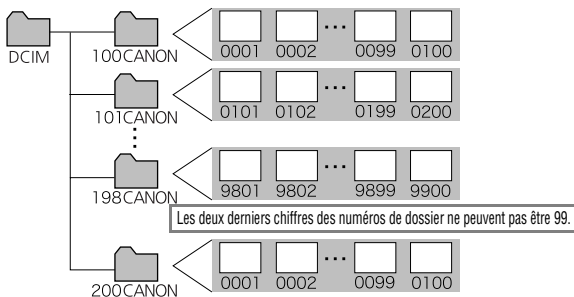 DCIM
100CANON
0001 0002 ... 0099 0100
101CANON
0101 0102 ... 0199 0200
198CANON
9801 9802 ... 9899 9900
Les deux derniers chiffres des numéros de dossier ne peuvent pas être 99.
200CANON
0001 0002 ... 0099 0100